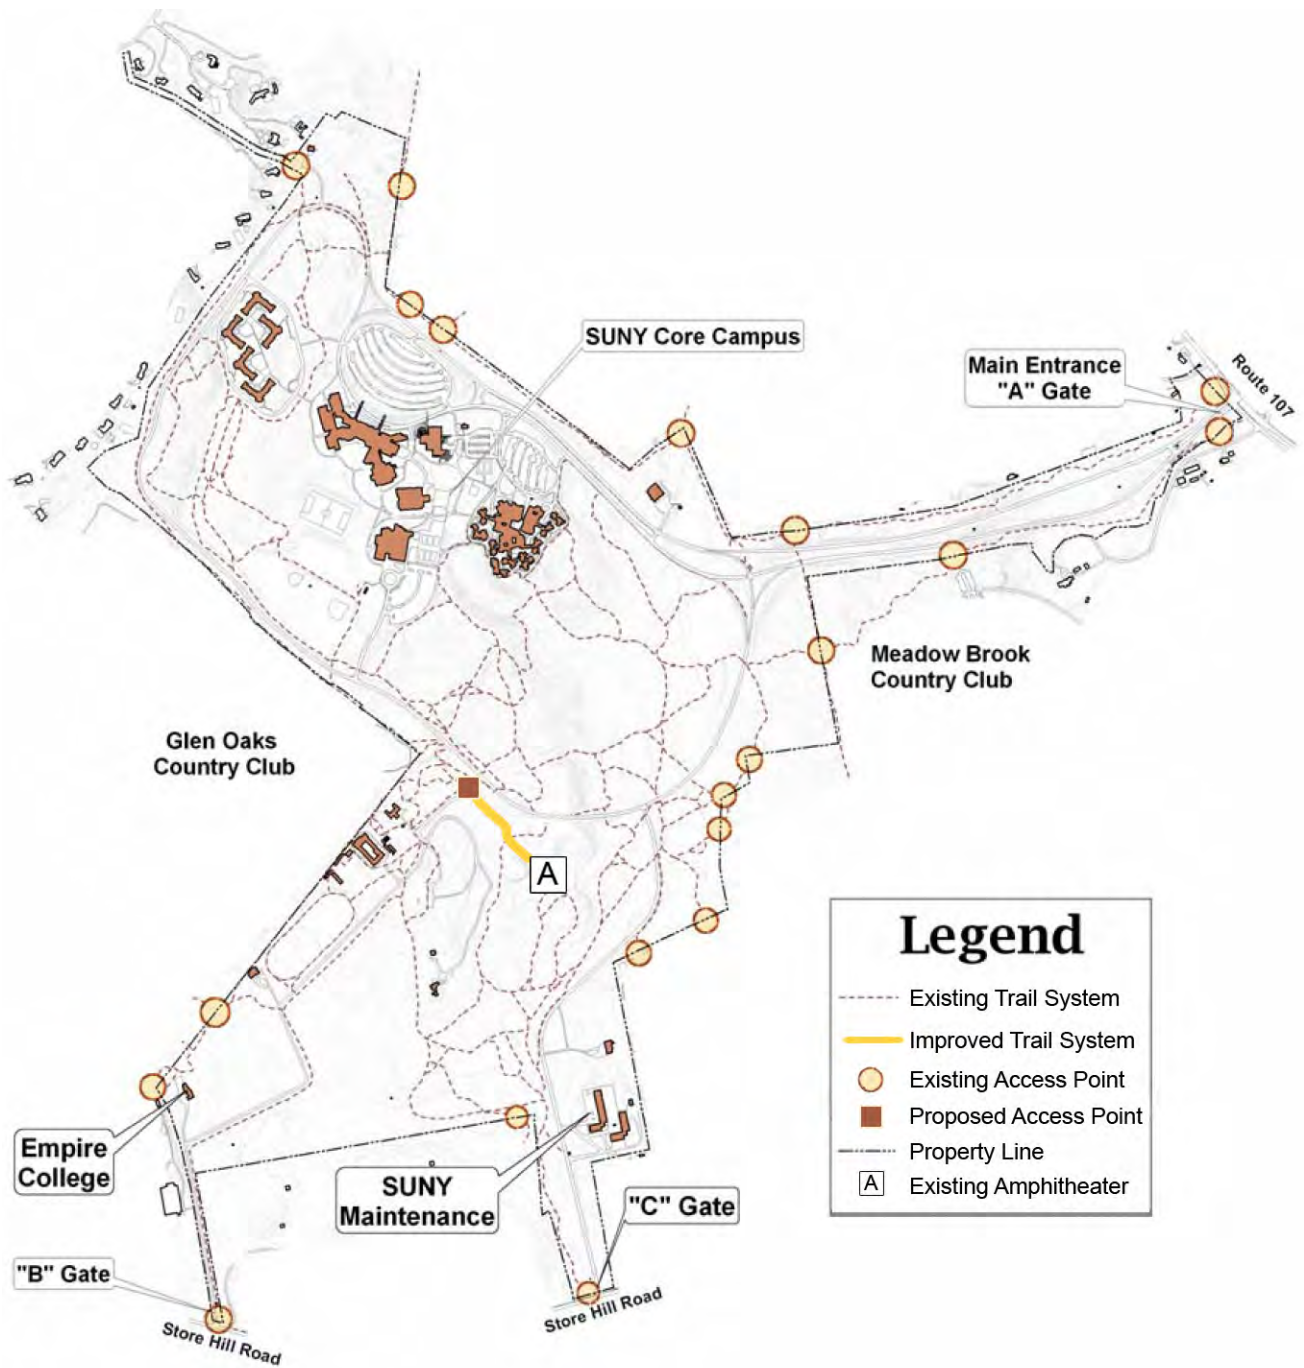 SUNY Core Campus
Main Entrance
"A" Gate
Route 107
Meadow Brook
Country Club
Glen Oaks
Country Club
A
Legend
Existing Trail System
Improved Trail System
Existing Access Point
Proposed Access Point
Property Line
A
Existing Amphitheater
Empire
College
SUNY
Maintenance
"C" Gate
"B" Gate
Store Hill Road
Store Hill Road